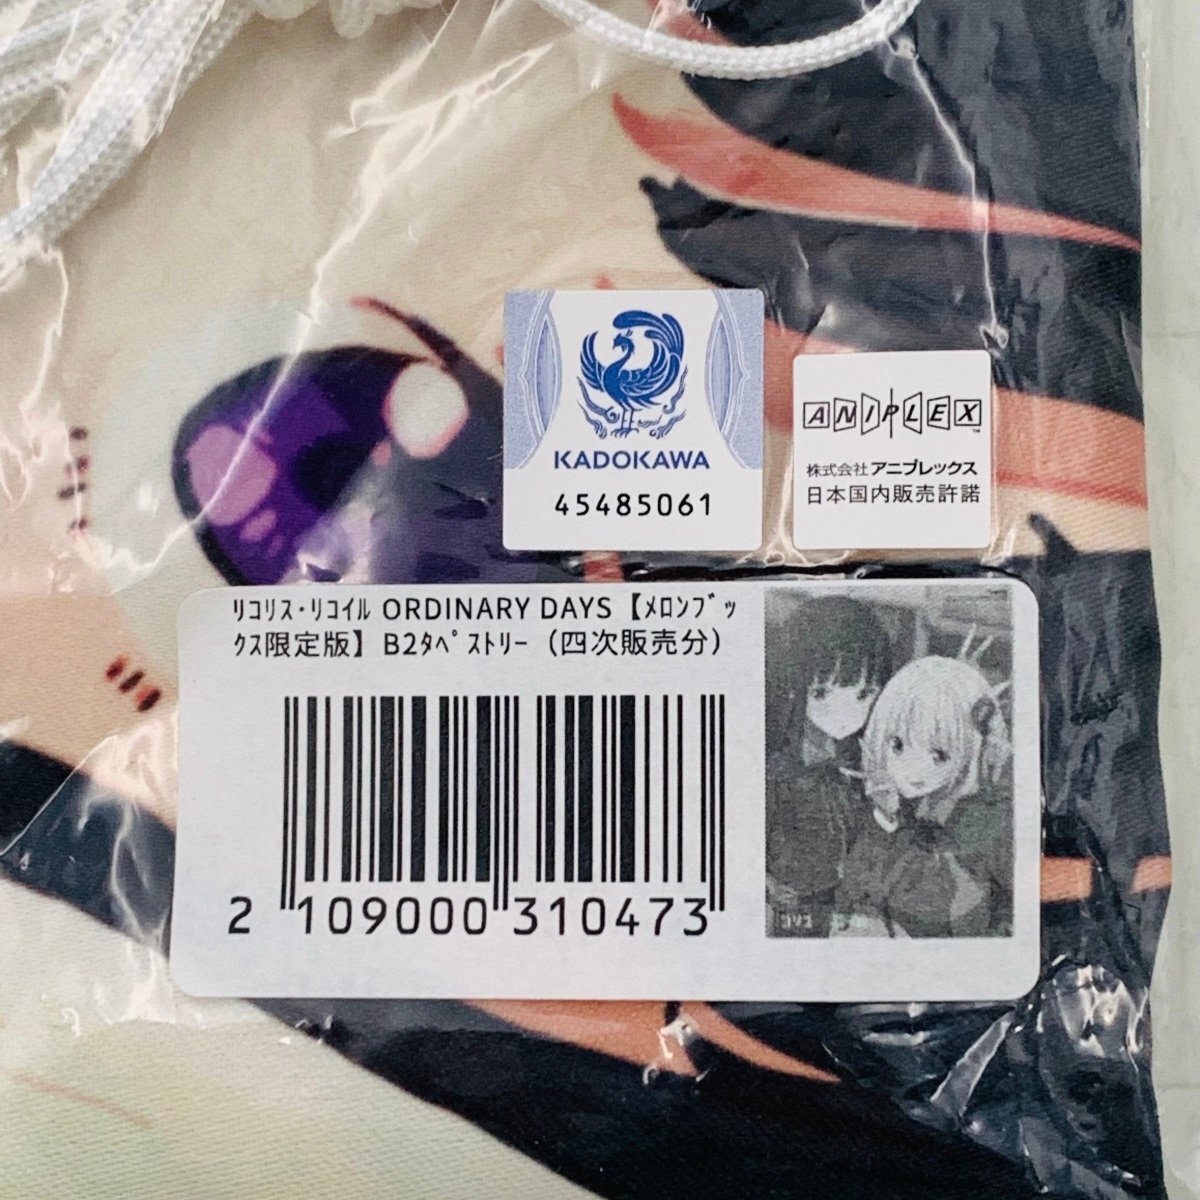 KADOKAWA
45485061
ANIPLEX
株式会社 アニプレックス
日本国内販売許諾
ﾘｺﾘｽ・ﾘｺｲﾙ ORDINARY DAYS【ﾒﾛﾝﾌﾞｯ
ｸｽ限定版】 B2ﾀﾍﾟｽﾄﾘｰ（四次販売分）
2 109000 310473